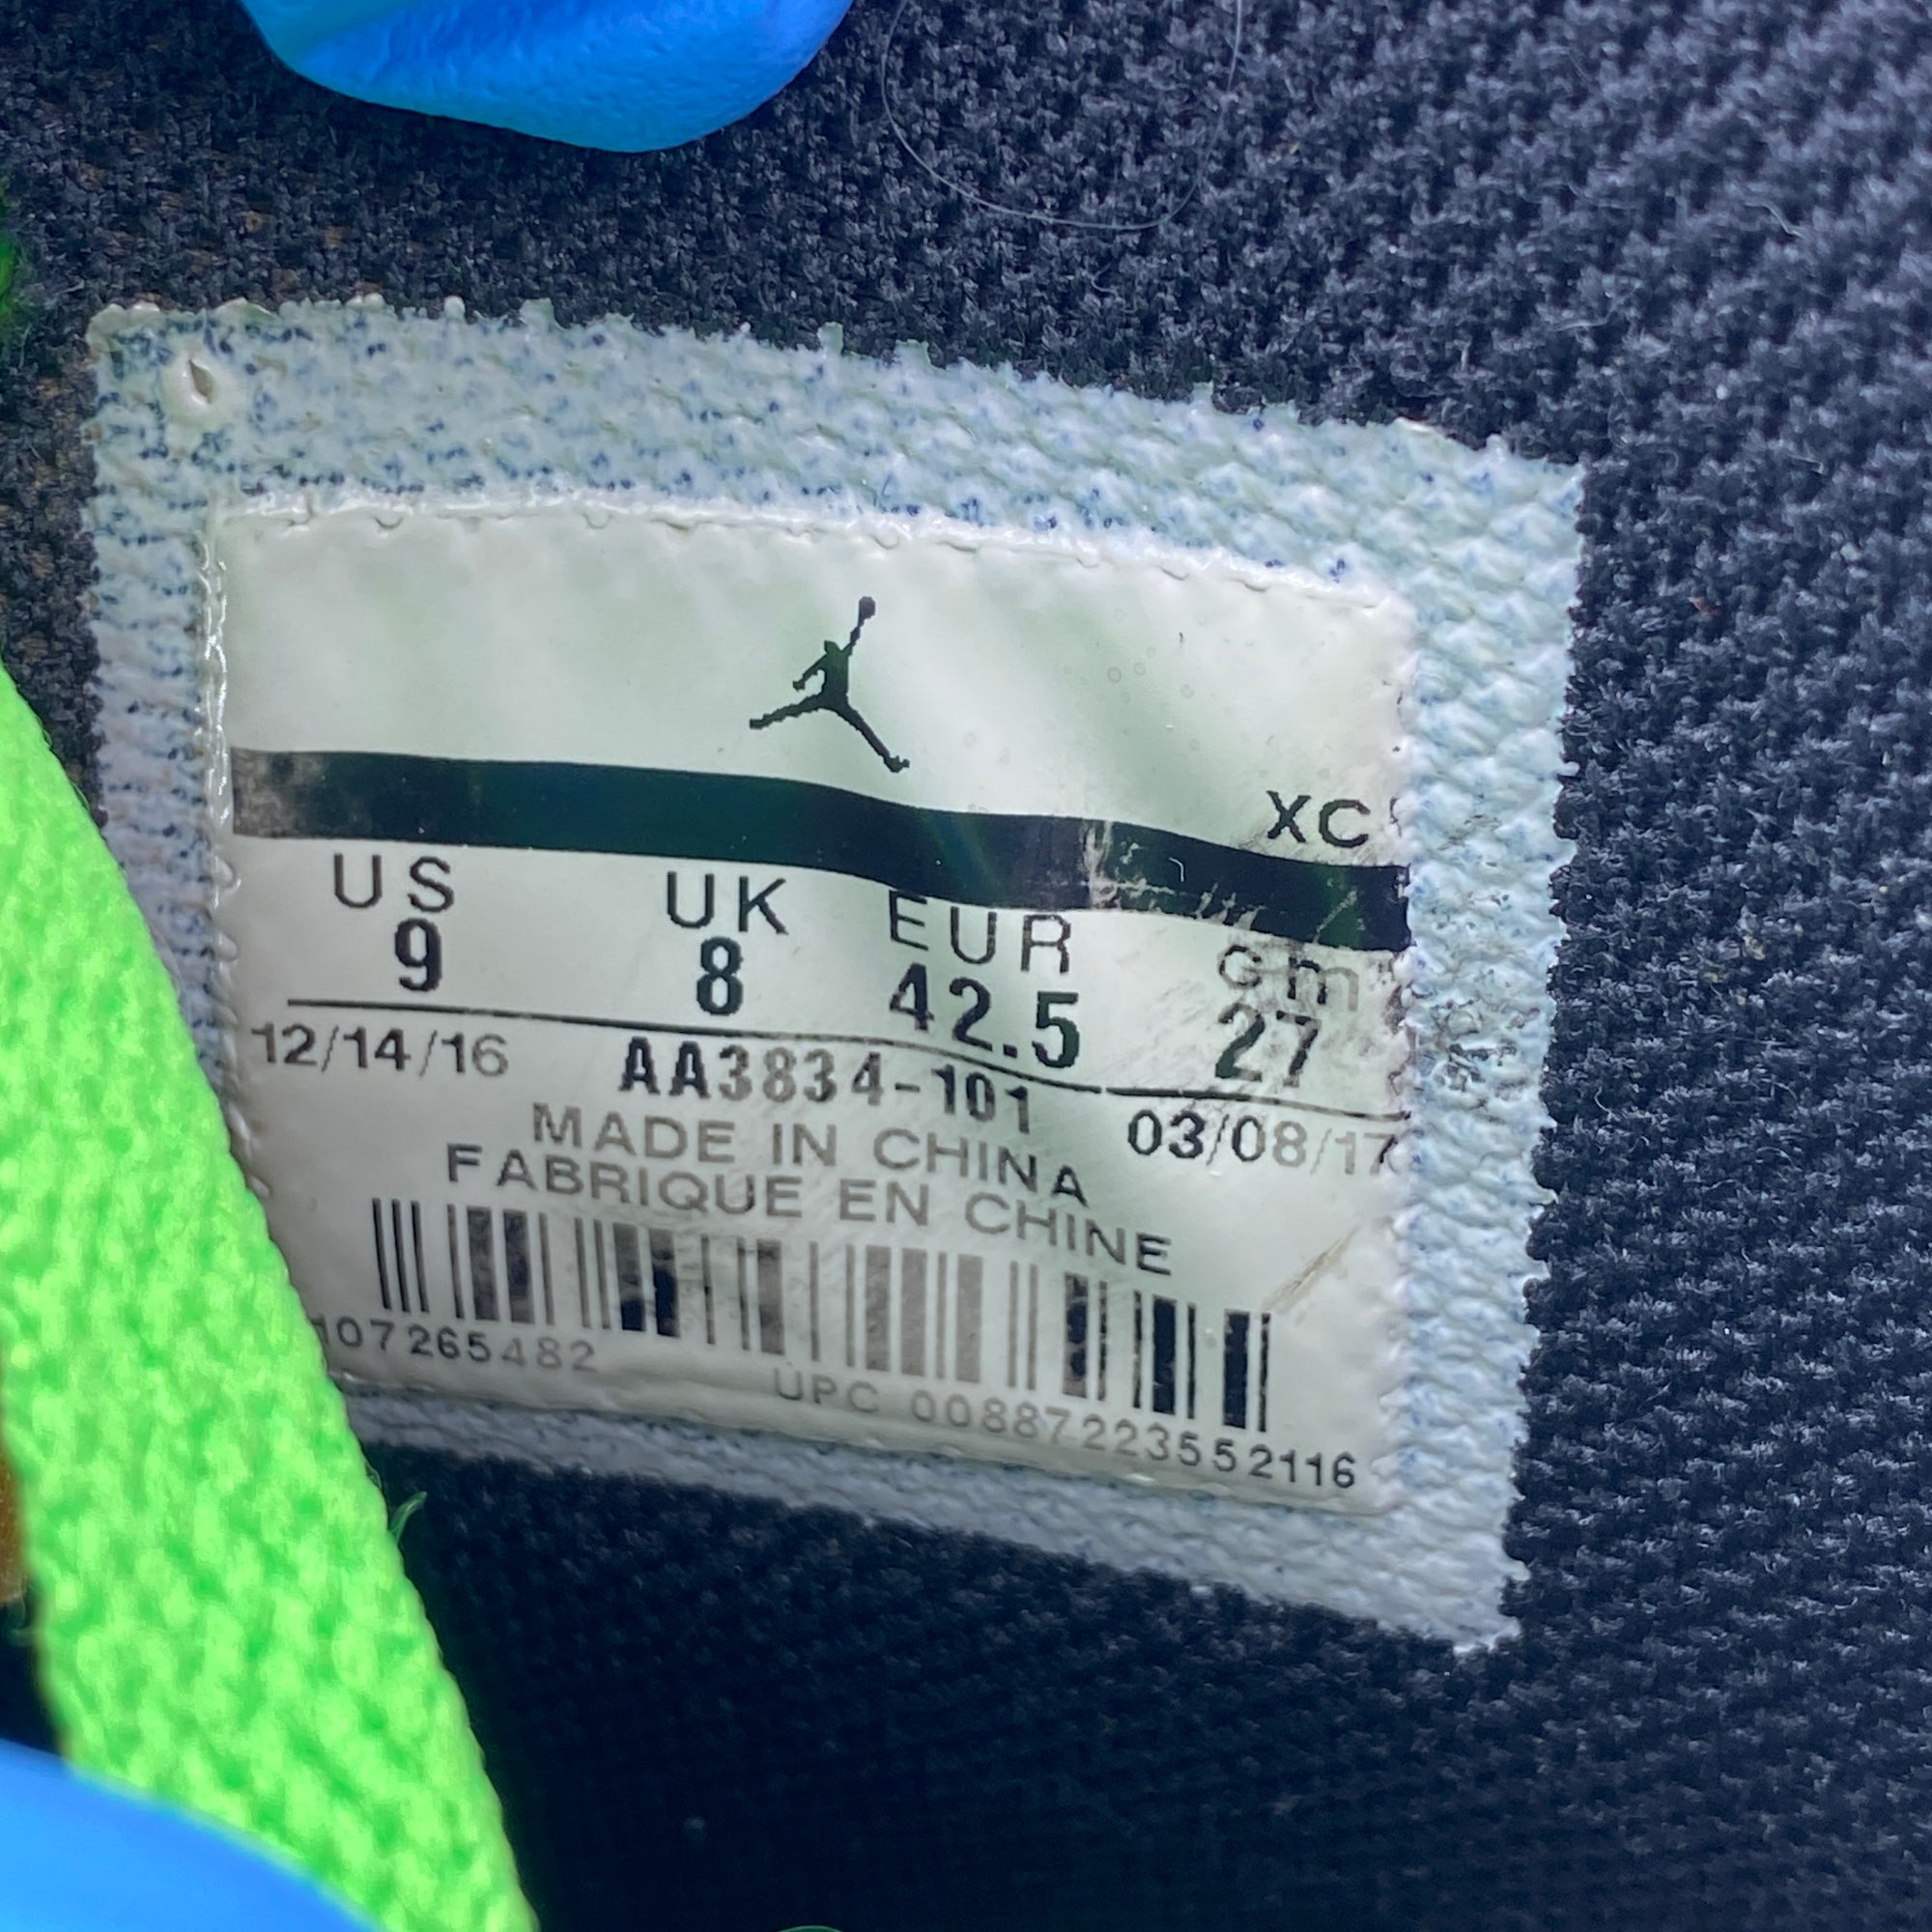 XC
US UK EUR cm
9 8 42.5 27
12/14/16 AA3834-101 03/08/17
MADE IN CHINA
FABRIQUE EN CHINE
107265482
UPC 00887223552116